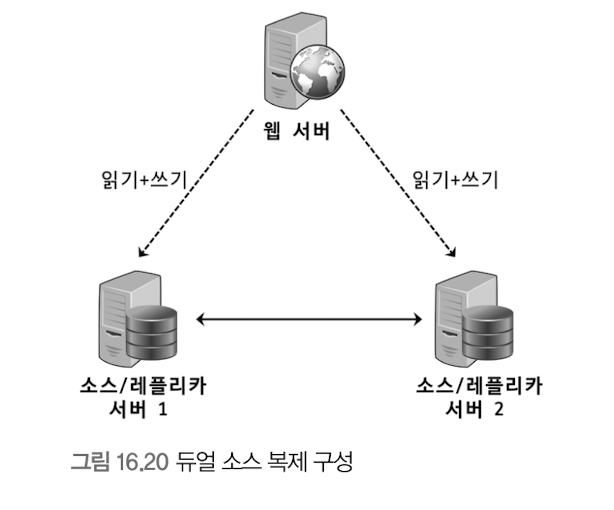 웹 서버
읽기+쓰기
읽기+쓰기
소스/레플리카
서버 1
소스/레플리카
서버 2
그림 16.20 듀얼 소스 복제 구성